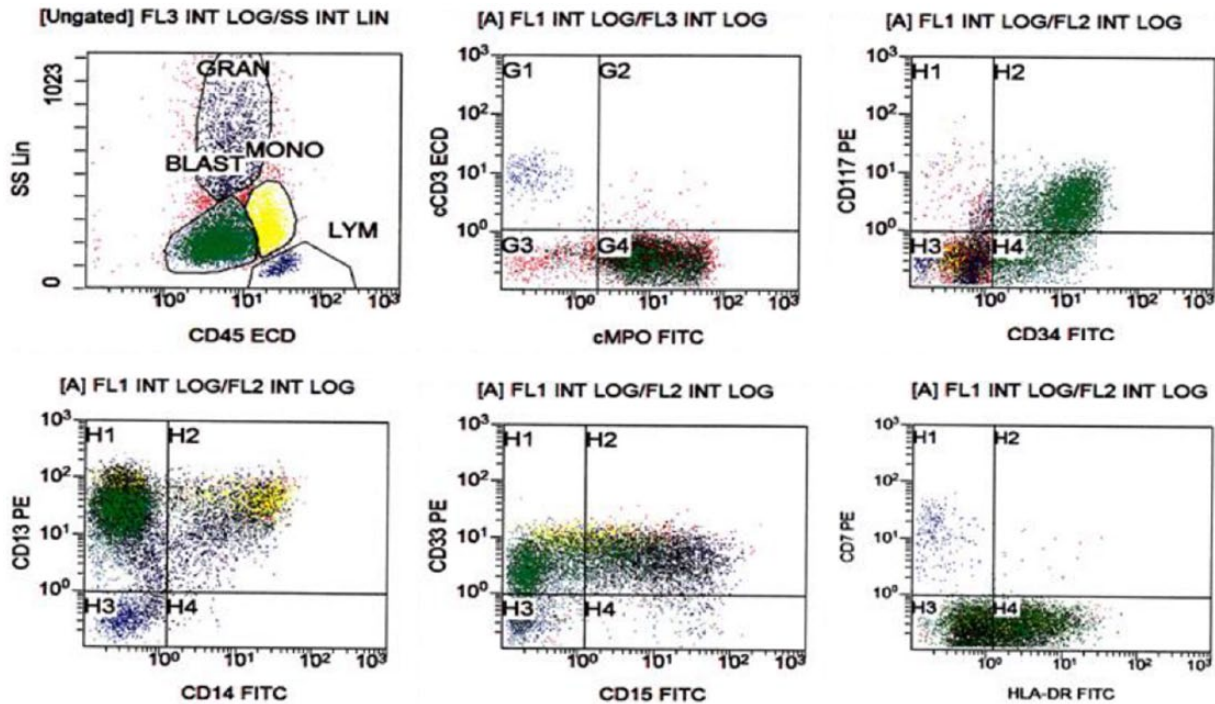 [Ungated] FL3 INT LOG/SS INT LIN
1023
0
SS Lin
GRAN
BLAST
MONO
LYM
10⁰ 10¹ 10² 10³
CD45 ECD
[A] FL1 INT LOG/FL3 INT LOG
10³
10²
10¹
10⁰
cCD3 ECD
G1 G2
G3 G4
10⁰ 10¹ 10² 10³
cMPO FITC
[A] FL1 INT LOG/FL2 INT LOG
10³
10²
10¹
10⁰
CD117 PE
H1 H2
H3 H4
10⁰ 10¹ 10² 10³
CD34 FITC
[A] FL1 INT LOG/FL2 INT LOG
10³
10²
10¹
10⁰
CD13 PE
H1 H2
H3 H4
10⁰ 10¹ 10² 10³
CD14 FITC
[A] FL1 INT LOG/FL2 INT LOG
10³
10²
10¹
10⁰
CD33 PE
H1 H2
H3 H4
10⁰ 10¹ 10² 10³
CD15 FITC
[A] FL1 INT LOG/FL2 INT LOG
10³
10²
10¹
10⁰
CD7 PE
H1 H2
H3 H4
10⁰ 10¹ 10² 10³
HLA-DR FITC